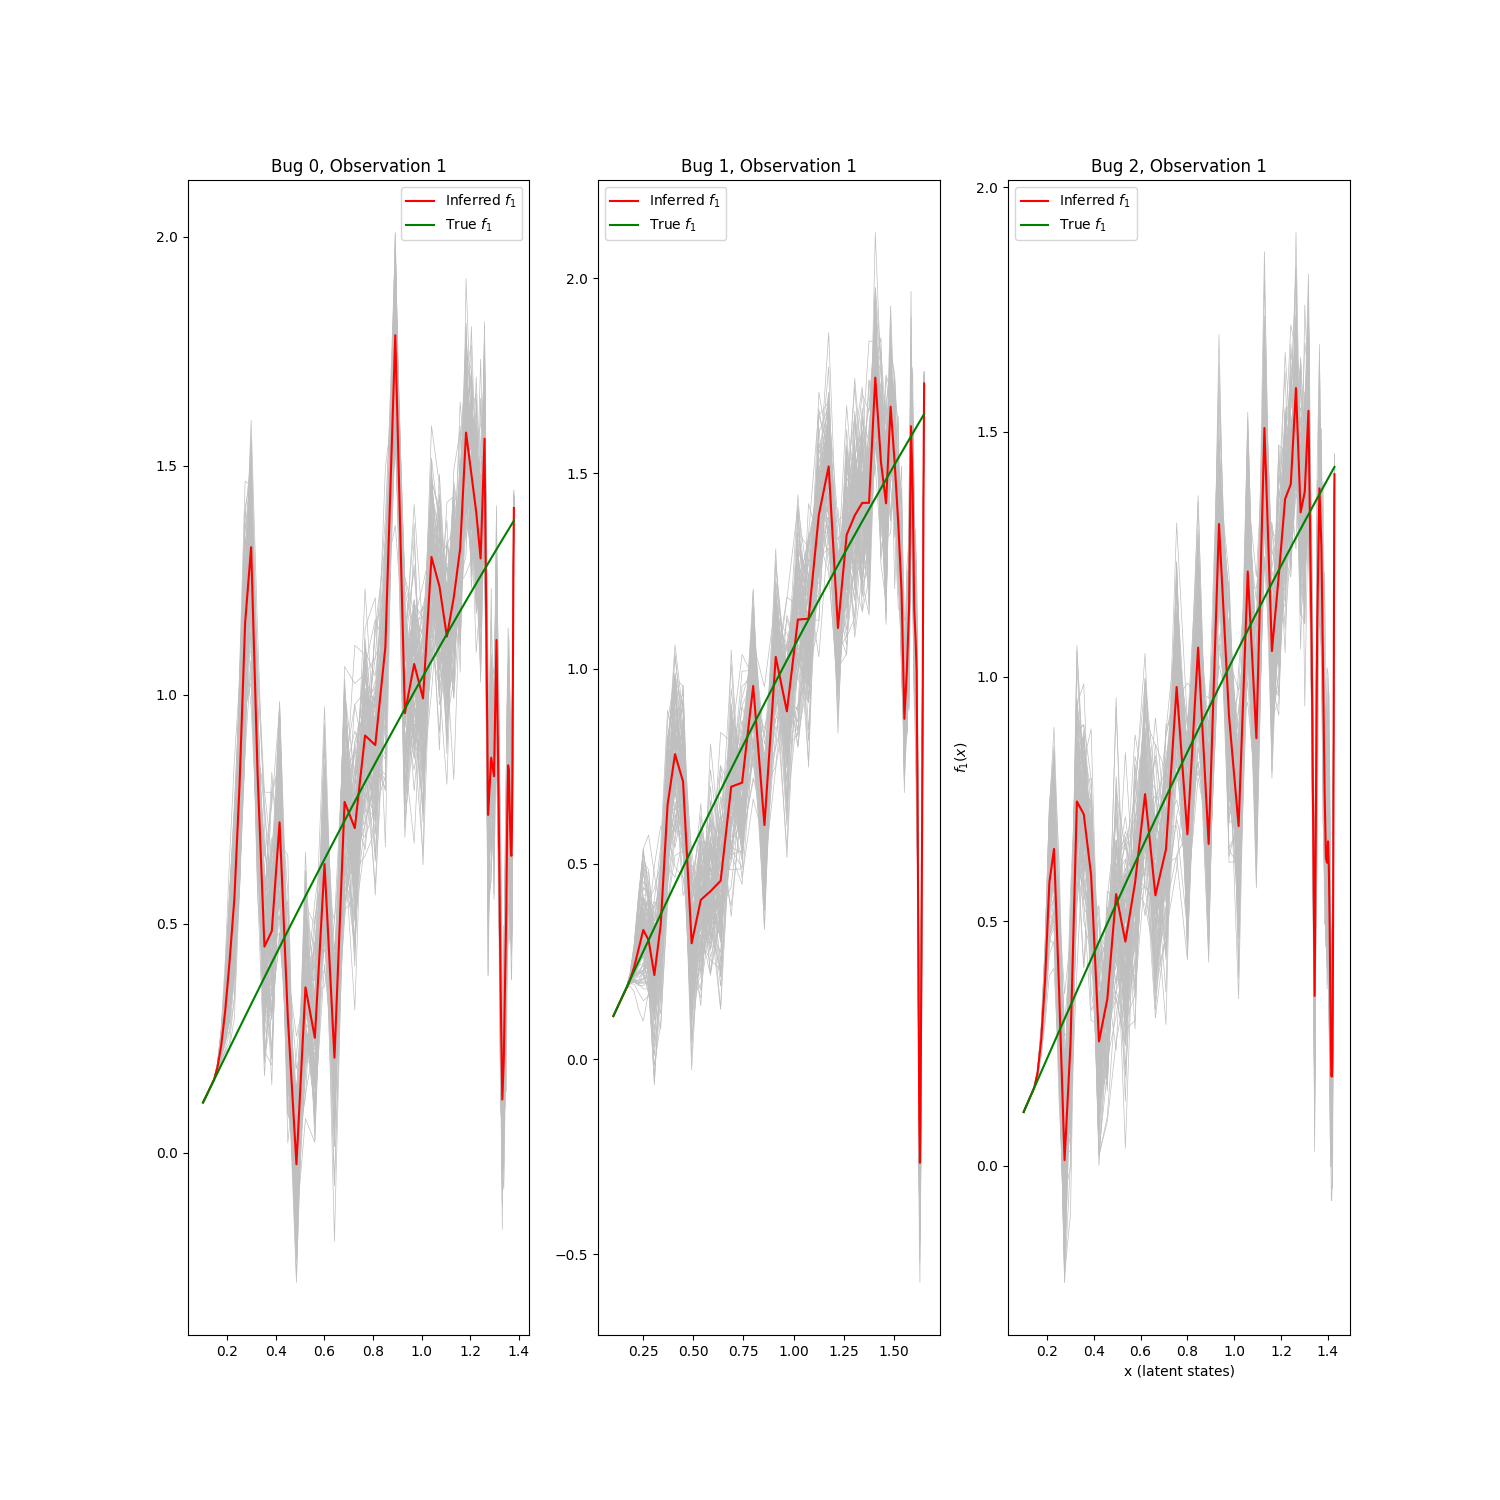 Bug 0, Observation 1
Inferred f₁
True f₁
2.0
1.5
1.0
0.5
0.0
0.2 0.4 0.6 0.8 1.0 1.2 1.4
Bug 1, Observation 1
Inferred f₁
True f₁
2.0
1.5
1.0
0.5
0.0
−0.5
0.25 0.50 0.75 1.00 1.25 1.50
Bug 2, Observation 1
Inferred f₁
True f₁
f₁(x)
2.0
1.5
1.0
0.5
0.0
0.2 0.4 0.6 0.8 1.0 1.2 1.4
x (latent states)